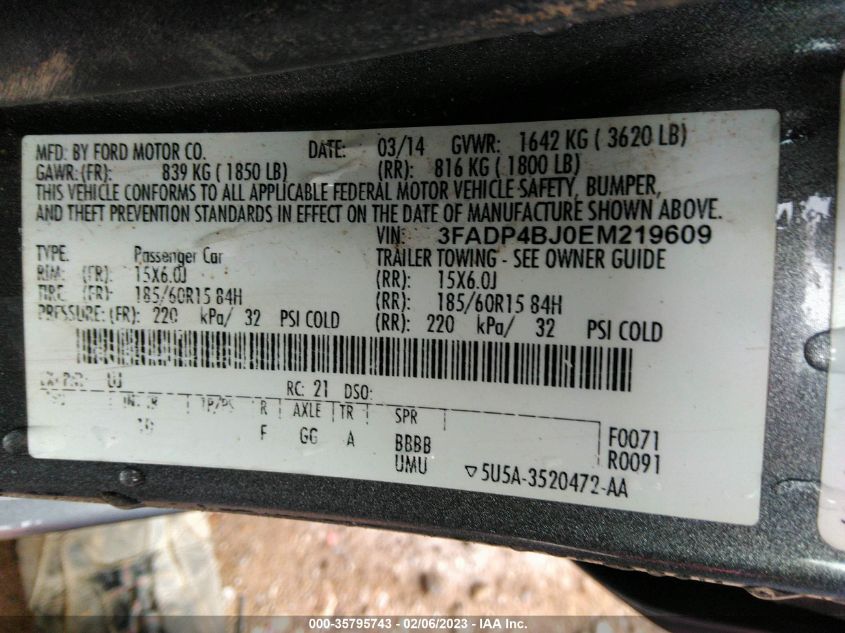 MFD. BY FORD MOTOR CO. DATE: 03/14 GVWR: 1642 KG ( 3620 LB)
GAWR:(FR): 839 KG ( 1850 LB) (RR): 816 KG ( 1800 LB)
THIS VEHICLE CONFORMS TO ALL APPLICABLE FEDERAL MOTOR VEHICLE SAFETY, BUMPER,
AND THEFT PREVENTION STANDARDS IN EFFECT ON THE DATE OF MANUFACTURE SHOWN ABOVE.
VIN: 3FADP4BJ0EM219609
TYPE: Passenger Car TRAILER TOWING - SEE OWNER GUIDE
RIM: (FR): 15X6.0J (RR): 15X6.0J
TIRE (FR): 185/60R15 84H (RR): 185/60R15 84H
PRESSURE: (FR): 220 kPa/ 32 PSI COLD (RR): 220 kPa/ 32 PSI COLD
UJ RC: 21 DSO:
TP/PS R AXLE TR SPR
F GG A BBBB F0071
UMU R0091
5U5A-3520472-AA
000-35795743 - 02/06/2023 - © IAA Holdings, LLC.